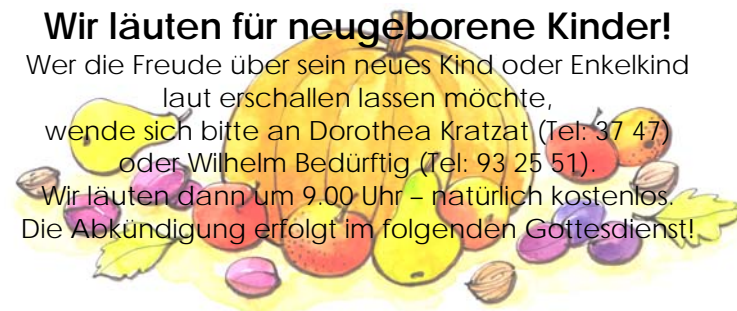 Wir läuten für neugeborene Kinder!
Wer die Freude über sein neues Kind oder Enkelkind
laut erschallen lassen möchte,
wende sich bitte an Dorothea Kratzat (Tel: 37 47)
oder Wilhelm Bedürftig (Tel: 93 25 51).
Wir läuten dann um 9.00 Uhr – natürlich kostenlos.
Die Abkündigung erfolgt im folgenden Gottesdienst!